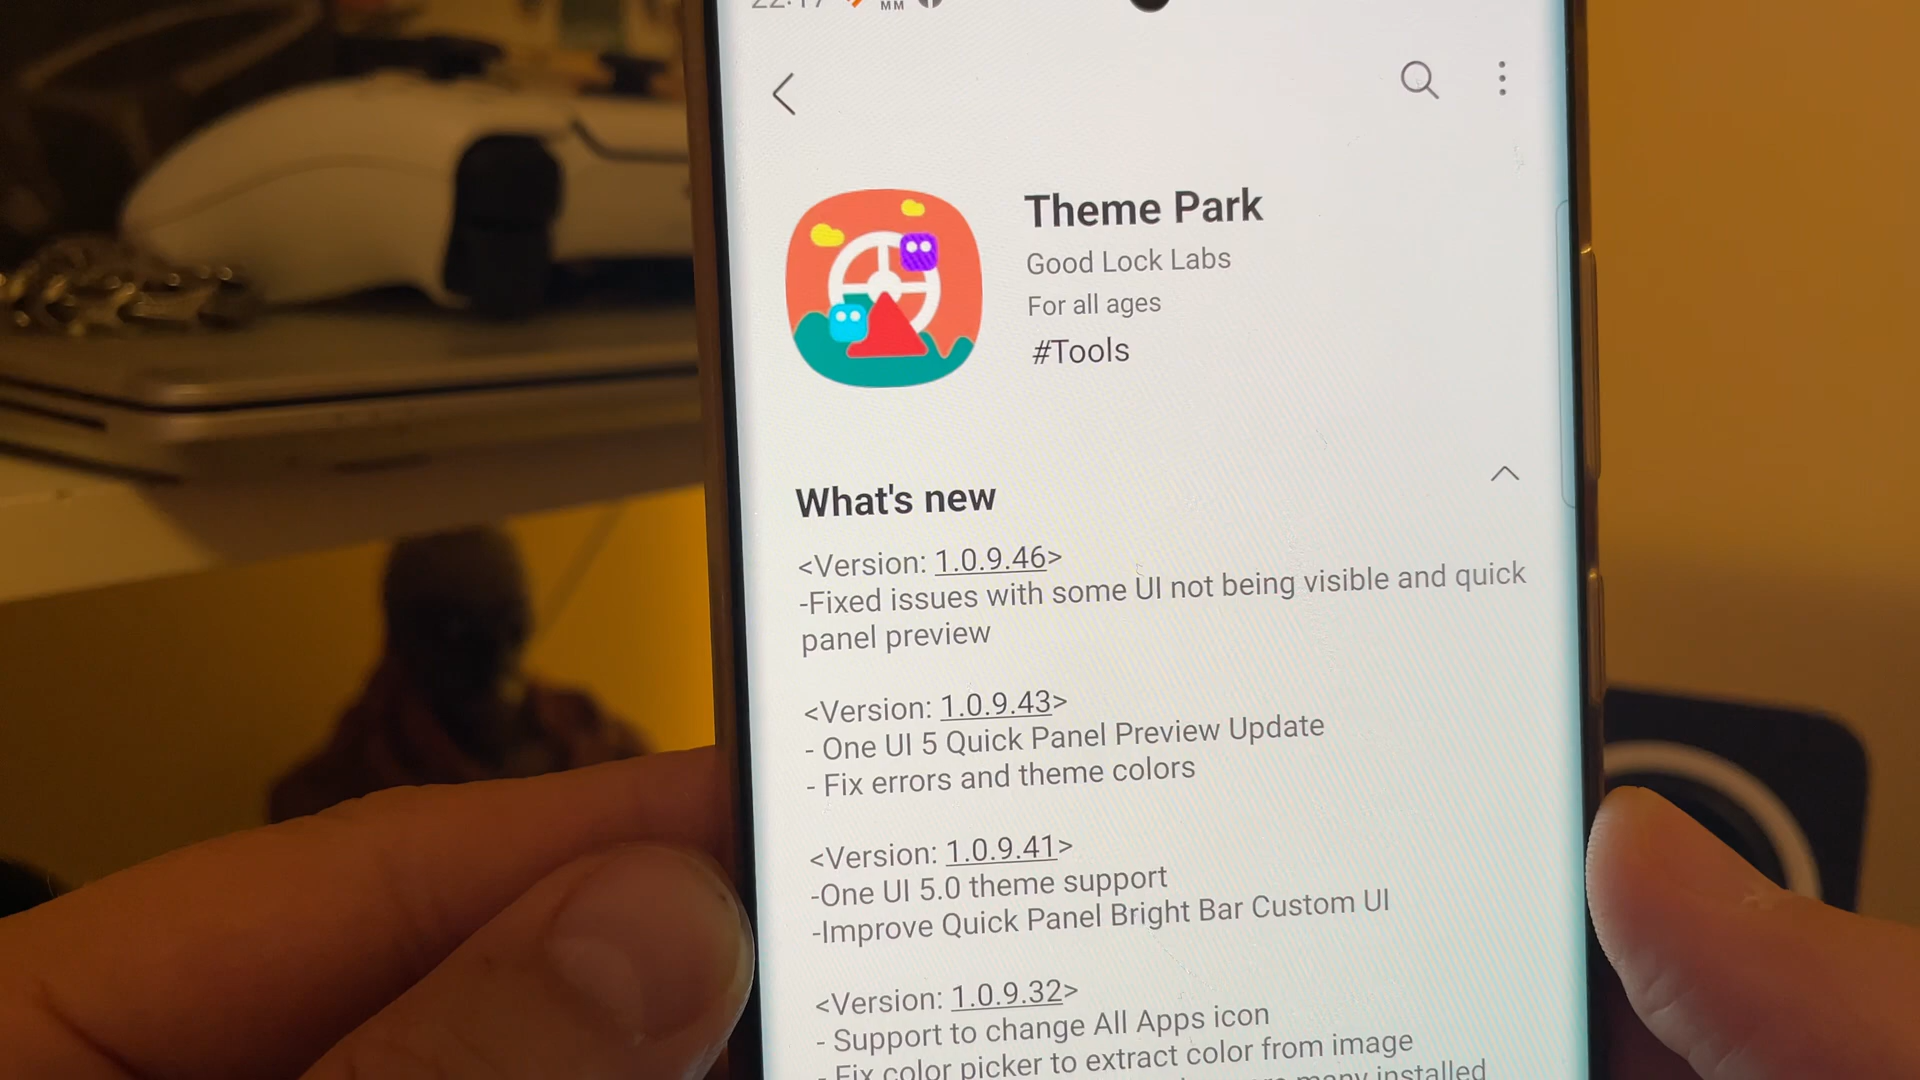 MM
Theme Park
Good Lock Labs
For all ages
#Tools
What's new
<Version: 1.0.9.46>
-Fixed issues with some UI not being visible and quick
panel preview
<Version: 1.0.9.43>
- One UI 5 Quick Panel Preview Update
- Fix errors and theme colors
<Version: 1.0.9.41>
-One UI 5.0 theme support
-Improve Quick Panel Bright Bar Custom UI
<Version: 1.0.9.32>
- Support to change All Apps icon
- Fix color picker to extract color from image
many installed